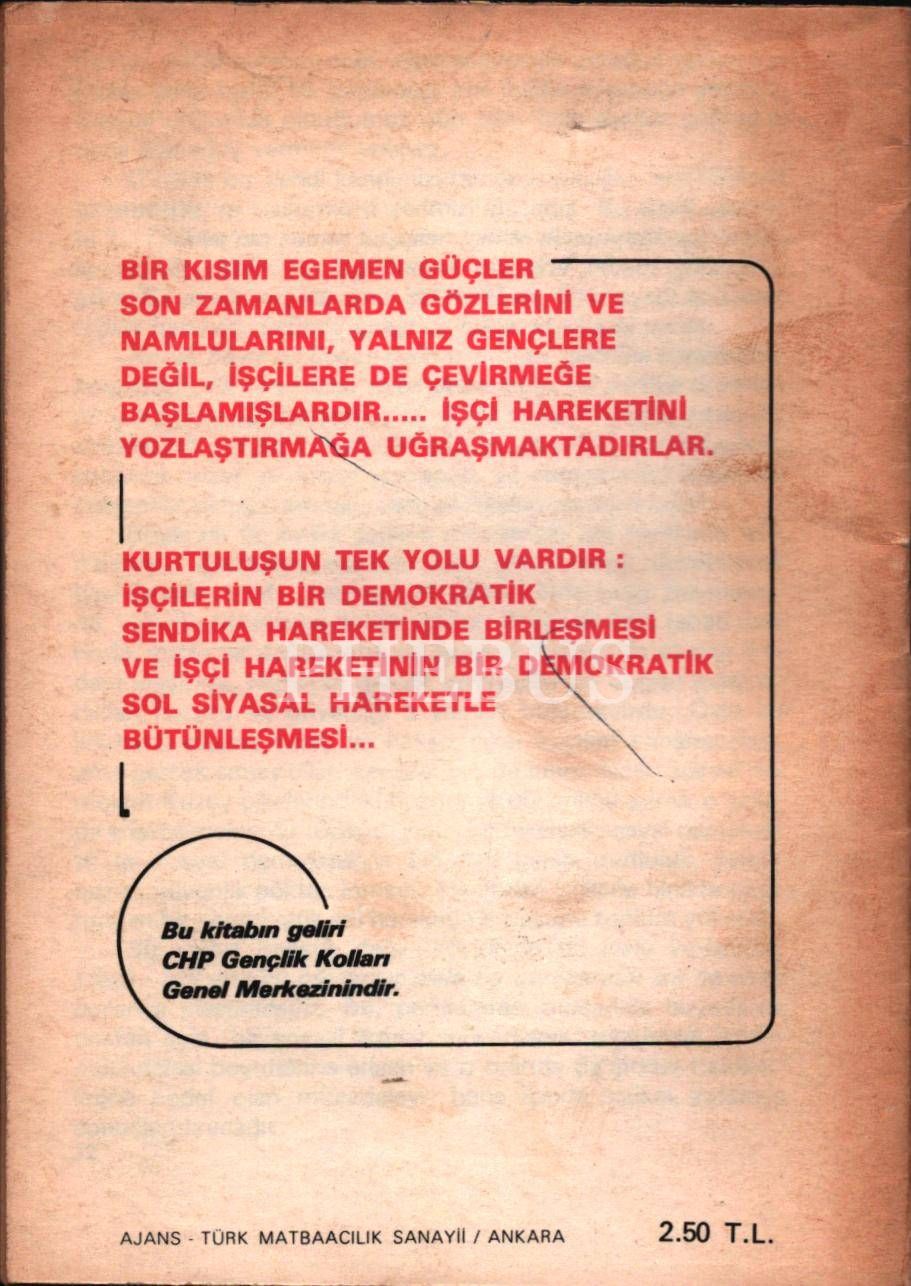 BİR KISIM EGEMEN GÜÇLER
SON ZAMANLARDA GÖZLERİNİ VE
NAMLULARINI, YALNIZ GENÇLERE
DEĞİL, İŞÇİLERE DE ÇEVİRMEĞE
BAŞLAMIŞLARDIR..... İŞÇİ HAREKETİNİ
YOZLAŞTIRMAĞA UĞRAŞMAKTADIRLAR.
KURTULUŞUN TEK YOLU VARDIR :
İŞÇİLERİN BİR DEMOKRATİK
SENDİKA HAREKETİNDE BİRLEŞMESİ
VE İŞÇİ HAREKETİNİN BİR DEMOKRATİK
SOL SİYASAL HAREKETLE
BÜTÜNLEŞMESİ...
PHEBUS
Bu kitabın geliri
CHP Gençlik Kolları
Genel Merkezinindir.
AJANS - TÜRK MATBAACILIK SANAYİİ / ANKARA
2.50 T.L.